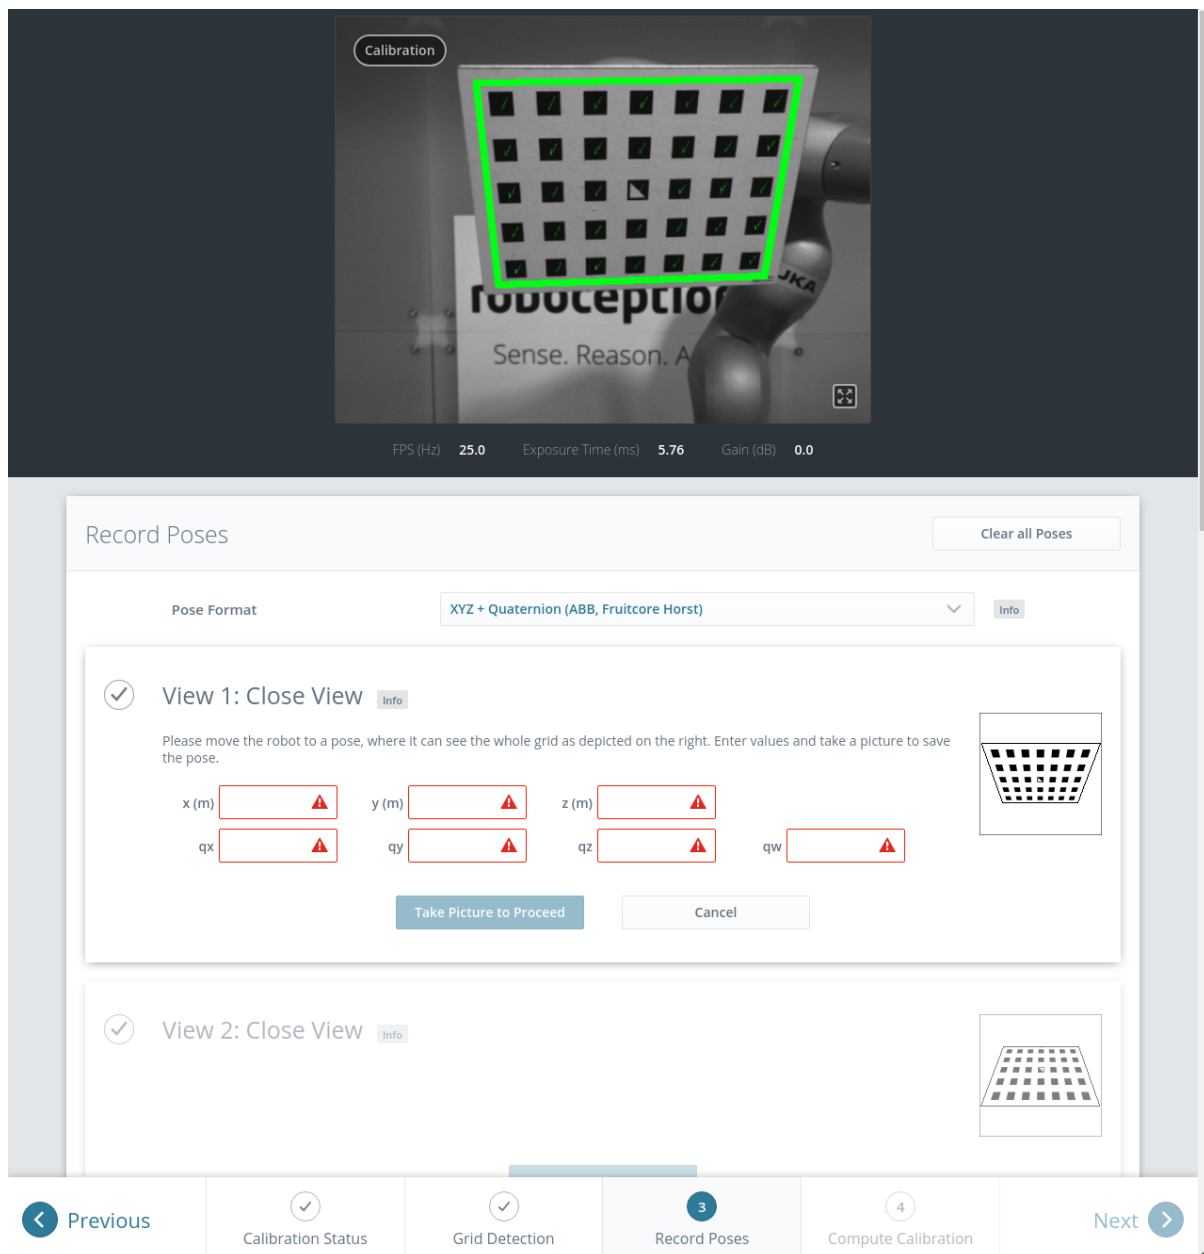 Calibration
roboception
Sense. Reason. A
UKA
FPS (Hz) 25.0 Exposure Time (ms) 5.76 Gain (dB) 0.0
Record Poses
Clear all Poses
Pose Format
XYZ + Quaternion (ABB, Fruitcore Horst)
Info
View 1: Close View Info
Please move the robot to a pose, where it can see the whole grid as depicted on the right. Enter values and take a picture to save
the pose.
x (m) y (m) z (m)
qx qy qz qw
Take Picture to Proceed
Cancel
View 2: Close View Info
Previous
Calibration Status
Grid Detection
3
Record Poses
4
Compute Calibration
Next